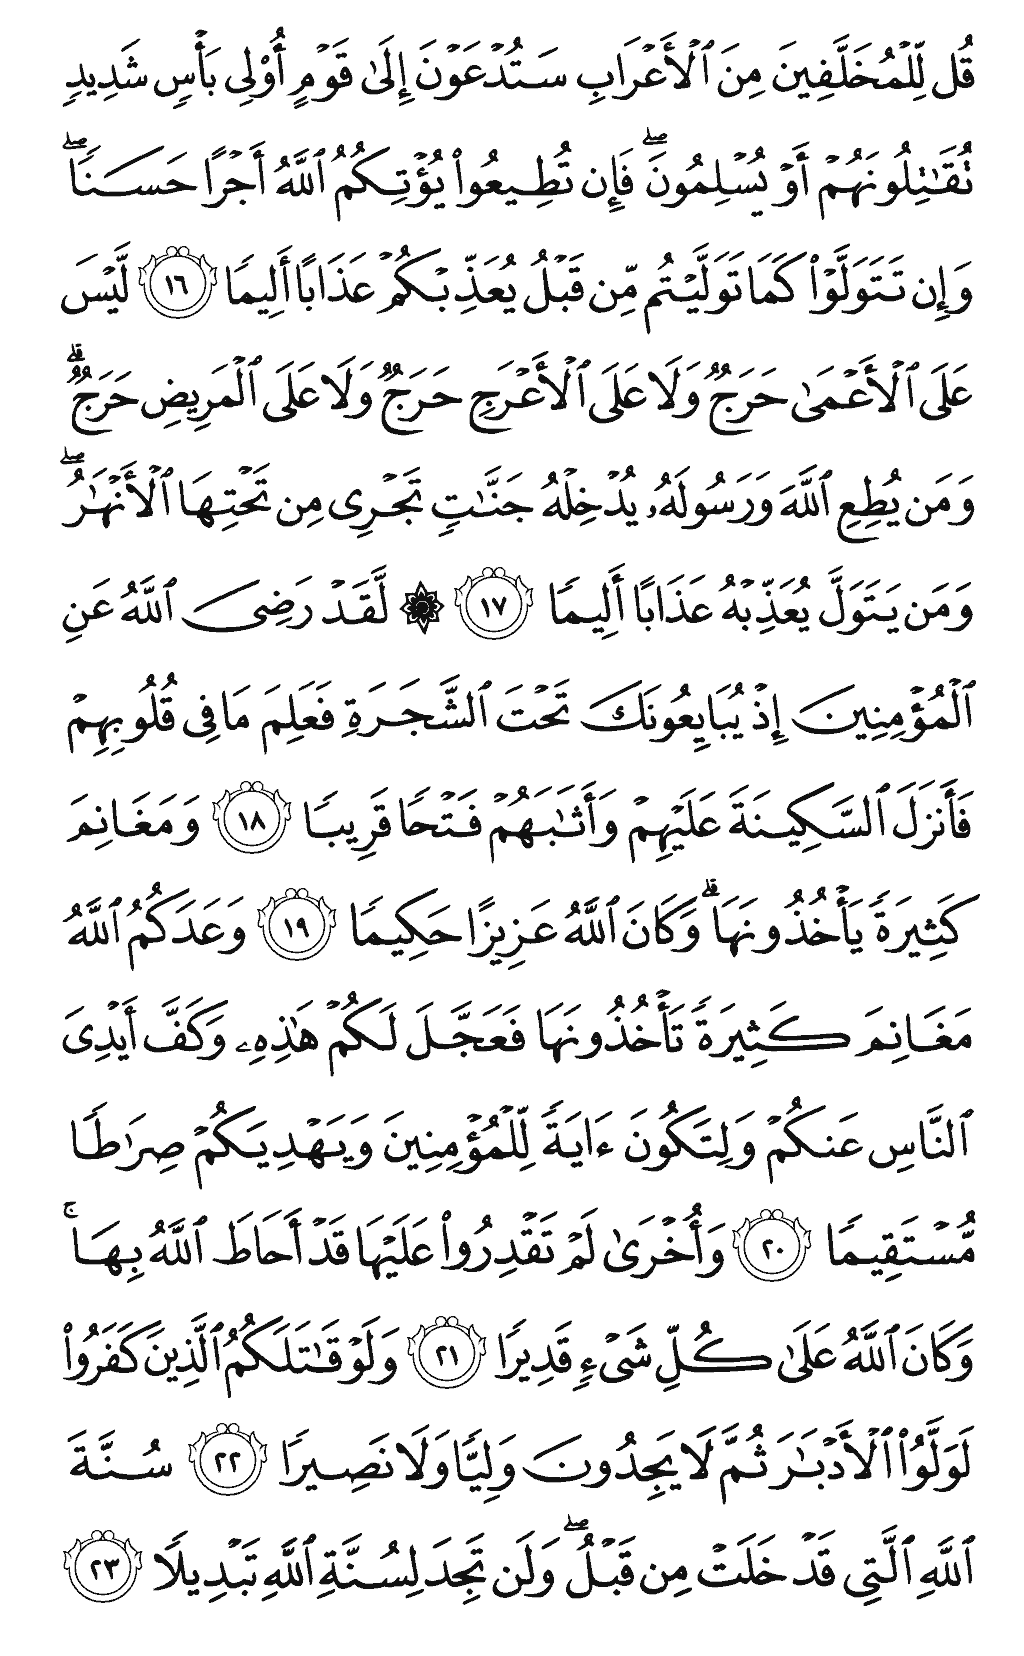 قُل لِّلْمُخَلَّفِينَ مِنَ ٱلْأَعْرَابِ سَتُدْعَوْنَ إِلَىٰ قَوْمٍ أُو۟لِى بَأْسٍ شَدِيدٍ
تُقَـٰتِلُونَهُمْ أَوْ يُسْلِمُونَ ۖ فَإِن تُطِيعُوا۟ يُؤْتِكُمُ ٱللَّهُ أَجْرًا حَسَنًا ۖ
وَإِن تَتَوَلَّوْا۟ كَمَا تَوَلَّيْتُم مِّن قَبْلُ يُعَذِّبْكُمْ عَذَابًا أَلِيمًا ١٦ لَّيْسَ
عَلَى ٱلْأَعْمَىٰ حَرَجٌ وَلَا عَلَى ٱلْأَعْرَجِ حَرَجٌ وَلَا عَلَى ٱلْمَرِيضِ حَرَجٌ ۗ
وَمَن يُطِعِ ٱللَّهَ وَرَسُولَهُۥ يُدْخِلْهُ جَنَّـٰتٍ تَجْرِى مِن تَحْتِهَا ٱلْأَنْهَـٰرُ ۖ
وَمَن يَتَوَلَّ يُعَذِّبْهُ عَذَابًا أَلِيمًا ١٧ ۞ لَّقَدْ رَضِىَ ٱللَّهُ عَنِ
ٱلْمُؤْمِنِينَ إِذْ يُبَايِعُونَكَ تَحْتَ ٱلشَّجَرَةِ فَعَلِمَ مَا فِى قُلُوبِهِمْ
فَأَنزَلَ ٱلسَّكِينَةَ عَلَيْهِمْ وَأَثَـٰبَهُمْ فَتْحًا قَرِيبًا ١٨ وَمَغَانِمَ
كَثِيرَةً يَأْخُذُونَهَا ۗ وَكَانَ ٱللَّهُ عَزِيزًا حَكِيمًا ١٩ وَعَدَكُمُ ٱللَّهُ
مَغَانِمَ كَثِيرَةً تَأْخُذُونَهَا فَعَجَّلَ لَكُمْ هَـٰذِهِۦ وَكَفَّ أَيْدِىَ
ٱلنَّاسِ عَنكُمْ وَلِتَكُونَ ءَايَةً لِّلْمُؤْمِنِينَ وَيَهْدِيَكُمْ صِرَٰطًا
مُّسْتَقِيمًا ٢٠ وَأُخْرَىٰ لَمْ تَقْدِرُوا۟ عَلَيْهَا قَدْ أَحَاطَ ٱللَّهُ بِهَا ۚ
وَكَانَ ٱللَّهُ عَلَىٰ كُلِّ شَىْءٍ قَدِيرًا ٢١ وَلَوْ قَـٰتَلَكُمُ ٱلَّذِينَ كَفَرُوا۟
لَوَلَّوُا۟ ٱلْأَدْبَـٰرَ ثُمَّ لَا يَجِدُونَ وَلِيًّا وَلَا نَصِيرًا ٢٢ سُنَّةَ
ٱللَّهِ ٱلَّتِى قَدْ خَلَتْ مِن قَبْلُ ۖ وَلَن تَجِدَ لِسُنَّةِ ٱللَّهِ تَبْدِيلًا ٢٣